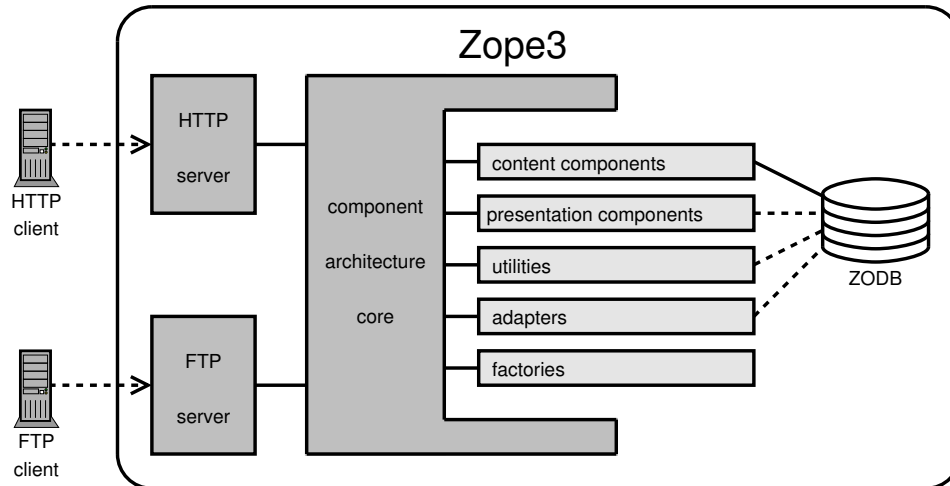 Zope3
HTTP
server
HTTP
client
component
architecture
core
content components
presentation components
utilities
adapters
factories
ZODB
FTP
server
FTP
client